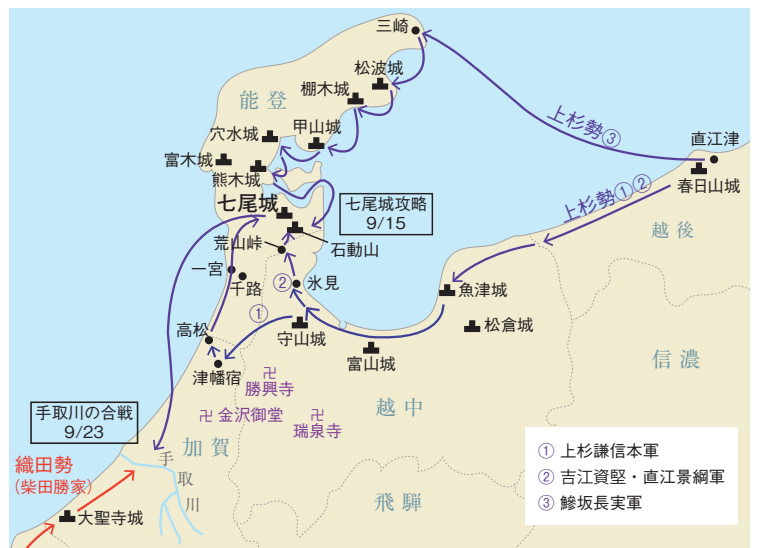 三崎
松波城
棚木城
能登
甲山城
穴水城
富木城
熊木城
上杉勢③
直江津
春日山城
七尾城
七尾城攻略
9/15
上杉勢①②
越後
荒山峠
石動山
一宮
千路
②
氷見
魚津城
①
松倉城
高松
守山城
富山城
信濃
津幡宿
卍
勝興寺
卍 金沢御堂
卍
瑞泉寺
越中
手取川の合戦
9/23
加賀
手取川
織田勢
(柴田勝家)
大聖寺城
飛騨
① 上杉謙信本軍
② 吉江資堅・直江景綱軍
③ 鰺坂長実軍